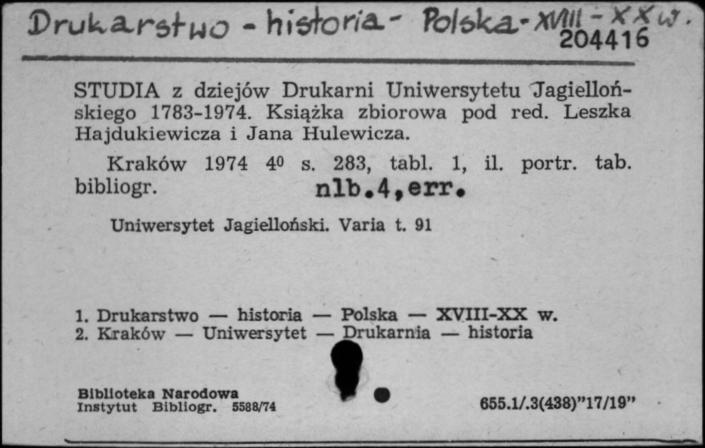 Drukarstwo - historia - Polska - XVIII - XX w.
204416
STUDIA z dziejów Drukarni Uniwersytetu Jagielloń-
skiego 1783-1974. Książka zbiorowa pod red. Leszka
Hajdukiewicza i Jana Hulewicza.
Kraków 1974 4⁰ s. 283, tabl. 1, il. portr. tab.
bibliogr. nlb.4,err.
Uniwersytet Jagielloński. Varia t. 91
1. Drukarstwo — historia — Polska — XVIII-XX w.
2. Kraków — Uniwersytet — Drukarnia — historia
Biblioteka Narodowa
Instytut Bibliogr. 5588/74 655.1/.3(438)”17/19”